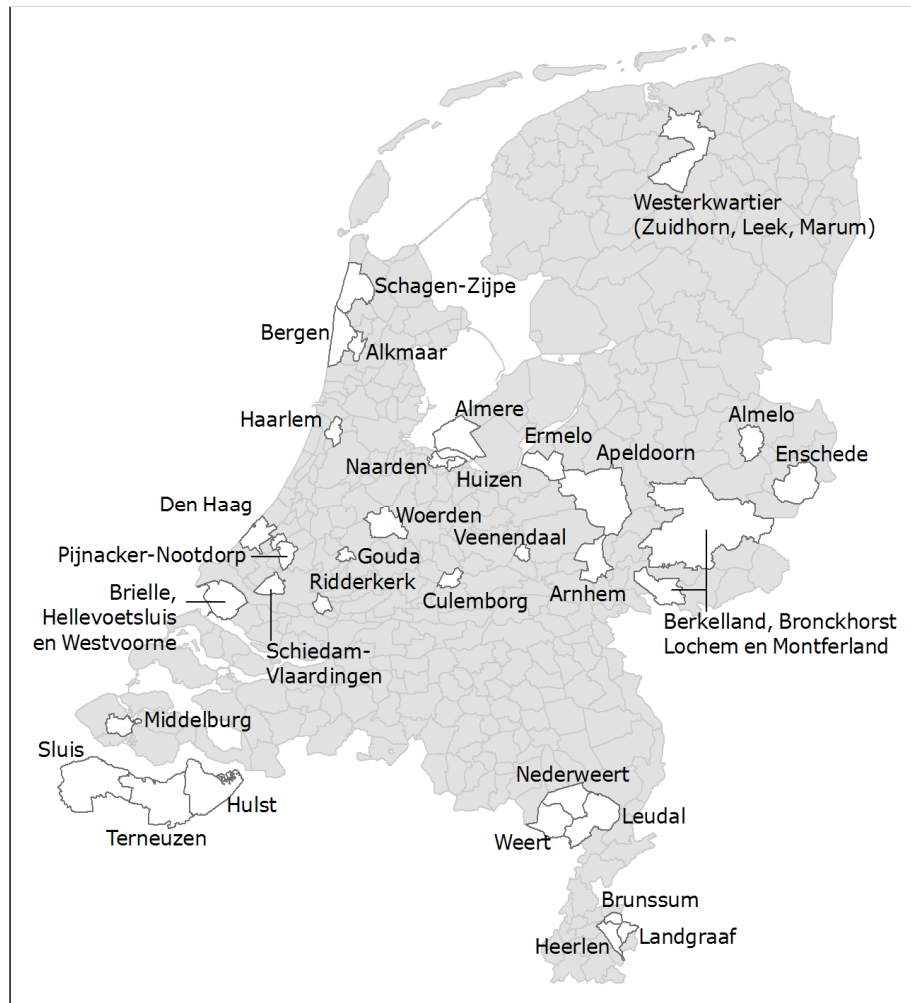 Westerkwartier
(Zuidhorn, Leek, Marum)
Schagen-Zijpe
Bergen
Alkmaar
Haarlem
Almere
Almelo
Ermelo
Apeldoorn
Enschede
Naarden
Huizen
Den Haag
Woerden
Veenendaal
Pijnacker-Nootdorp
Gouda
Ridderkerk
Culemborg
Arnhem
Brielle,
Hellevoetsluis
en Westvoorne
Berkelland, Bronckhorst
Lochem en Montferland
Schiedam-
Vlaardingen
Middelburg
Sluis
Hulst
Terneuzen
Nederweert
Leudal
Weert
Brunssum
Landgraaf
Heerlen